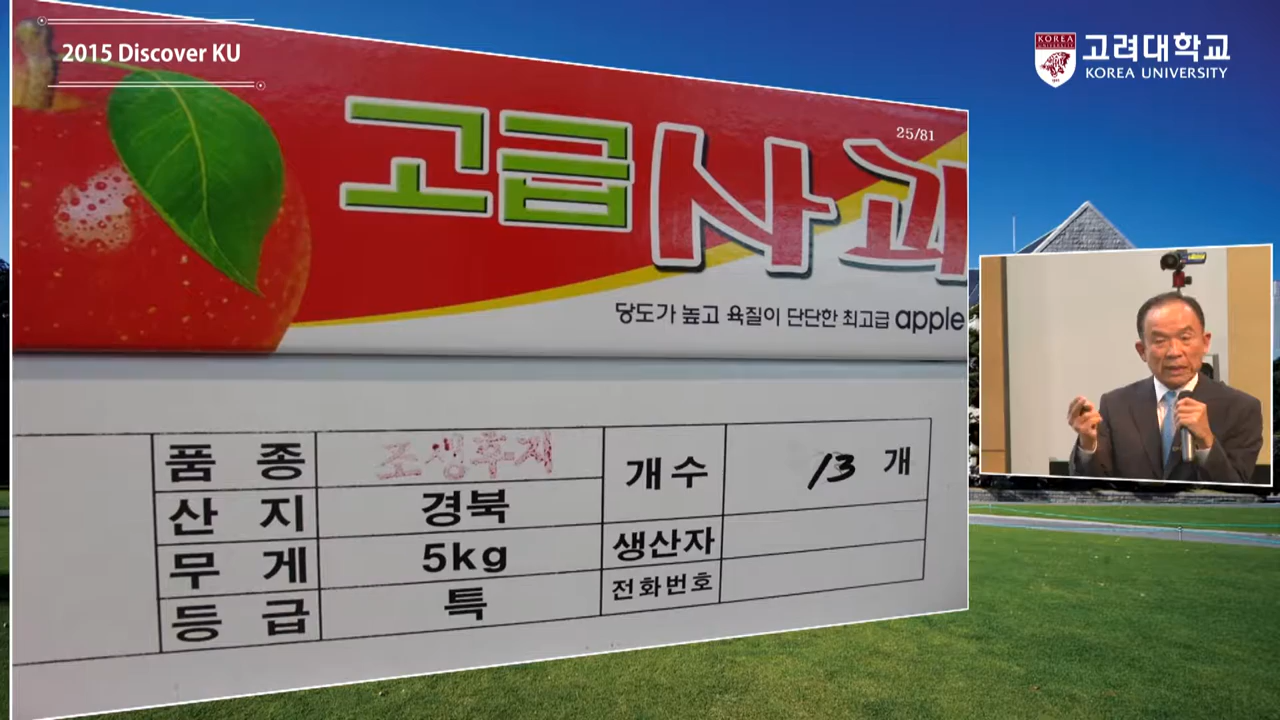 2015 Discover KU
KOREA
UNIVERSITY
고려대학교
KOREA UNIVERSITY
25/81
고급사과
당도가 높고 육질이 단단한 최고급 apple
품 종 조생후지 개수 13 개
산 지 경북
무 게 5kg 생산자
등 급 특 전화번호